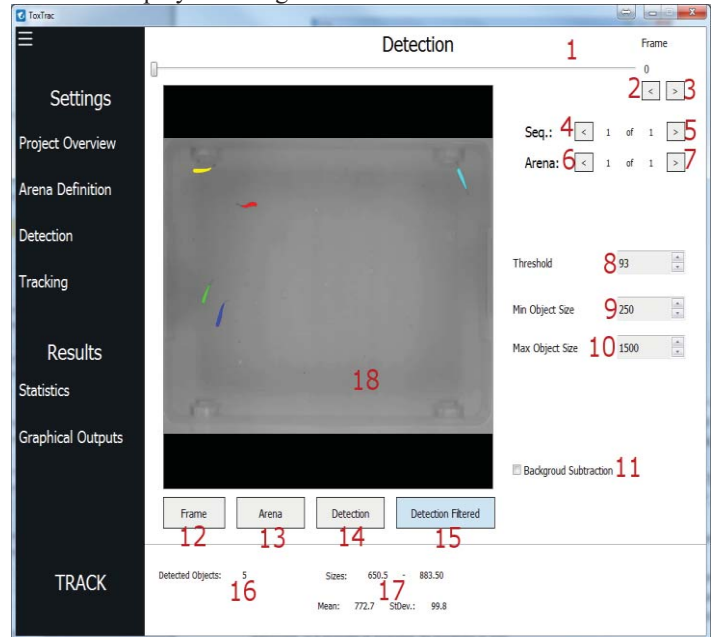 ToxTrac
Detection
1
Frame
0
2 < > 3
Settings
Project Overview
Arena Definition
Detection
Tracking
Results
Statistics
Graphical Outputs
TRACK
Seq.: 4 < 1 of 1 > 5
Arena: 6 < 1 of 1 > 7
Threshold 8 93
Min Object Size 9 250
Max Object Size 10 1500
18
Backgroud Subtraction 11
Frame Arena Detection Detection Filtered
12 13 14 15
Detected Objects: 5 Sizes: 650.5 - 883.50
16 17
Mean: 772.7 StDev.: 99.8